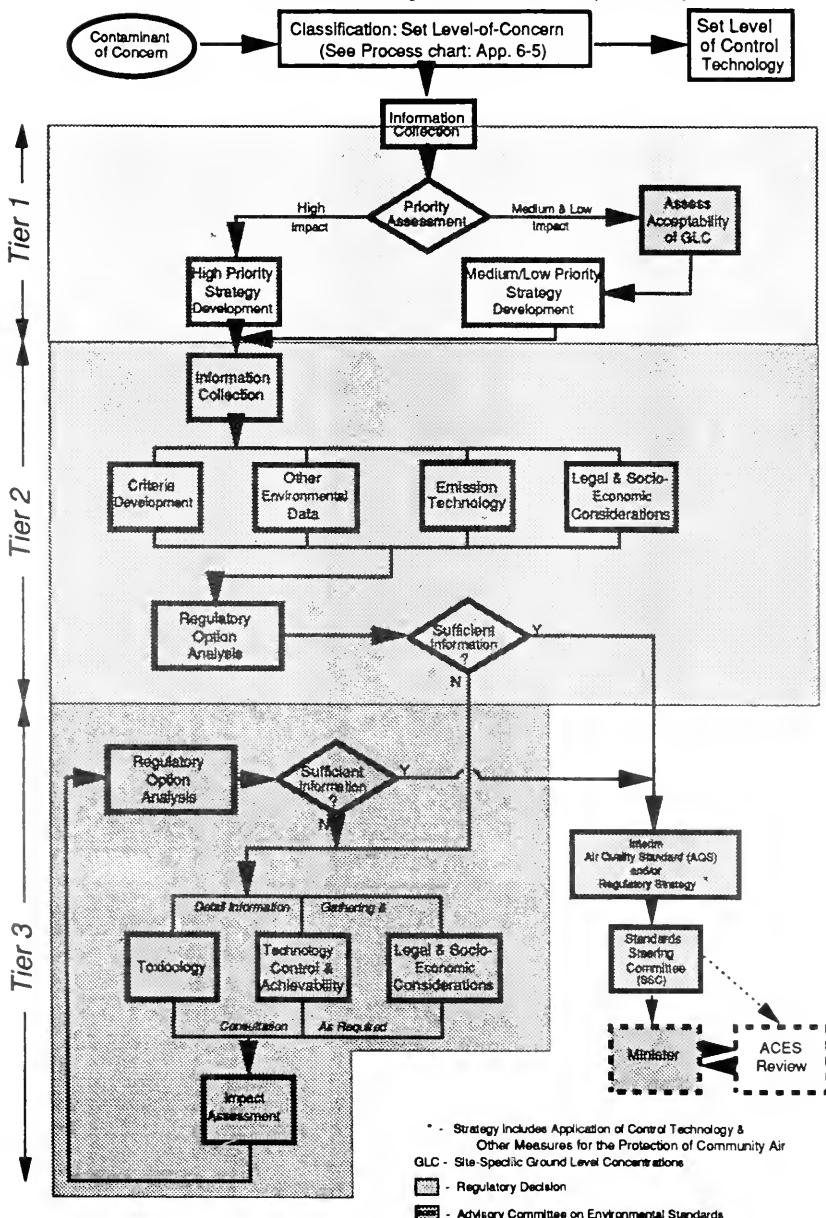 Contaminant
of Concern
Classification: Set Level-of-Concern
(See Process chart: App. 6-5)
Set Level
of Control
Technology
Information
Collection
Tier 1
Priority
Assessment
High
Impact
Medium & Low
Impact
Assess
Acceptability
of GLC
High Priority
Strategy
Development
Medium/Low Priority
Strategy
Development
Tier 2
Information
Collection
Criteria
Development
Other
Environmental
Data
Emission
Technology
Legal & Socio-
Economic
Considerations
Regulatory
Option
Analysis
Sufficient
Information
?
Y
N
Tier 3
Regulatory
Option
Analysis
Sufficient
Information
?
Y
N
Interim
Air Quality Standard (AQS)
and/or
Regulatory Strategy
Detail Information Gathering &
Toxicology
Technology
Control &
Achievability
Legal & Socio-
Economic
Considerations
Consultation As Required
Standards
Steering
Committee
(SSC)
Minister
ACES
Review
Impact
Assessment
* - Strategy Includes Application of Control Technology &
Other Measures for the Protection of Community Air
GLC - Site-Specific Ground Level Concentrations
- Regulatory Decision
- Advisory Committee on Environmental Standards